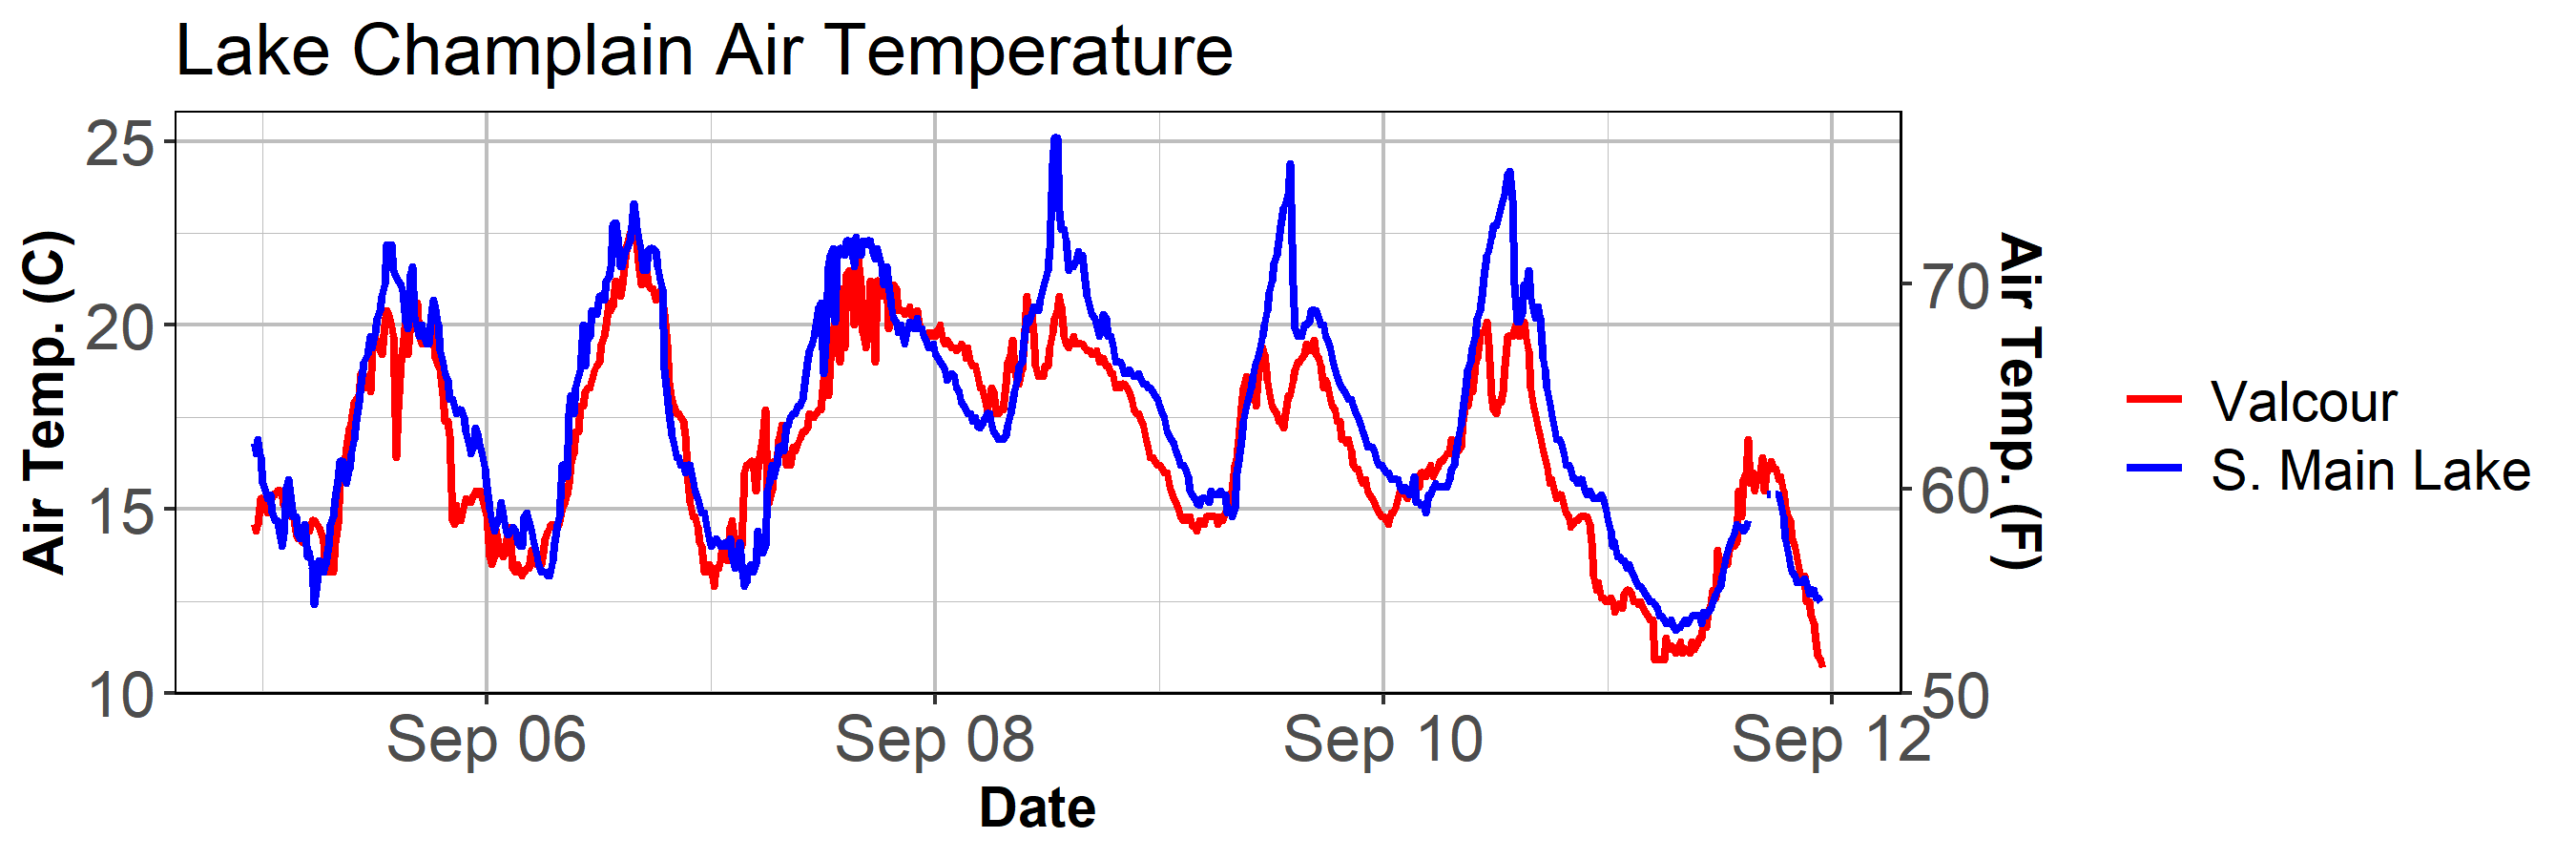 Lake Champlain Air Temperature
Air Temp. (C)
25
20
15
10
Sep 06
Sep 08
Sep 10
Sep 12
Date
70
60
50
Air Temp. (F)
Valcour
S. Main Lake